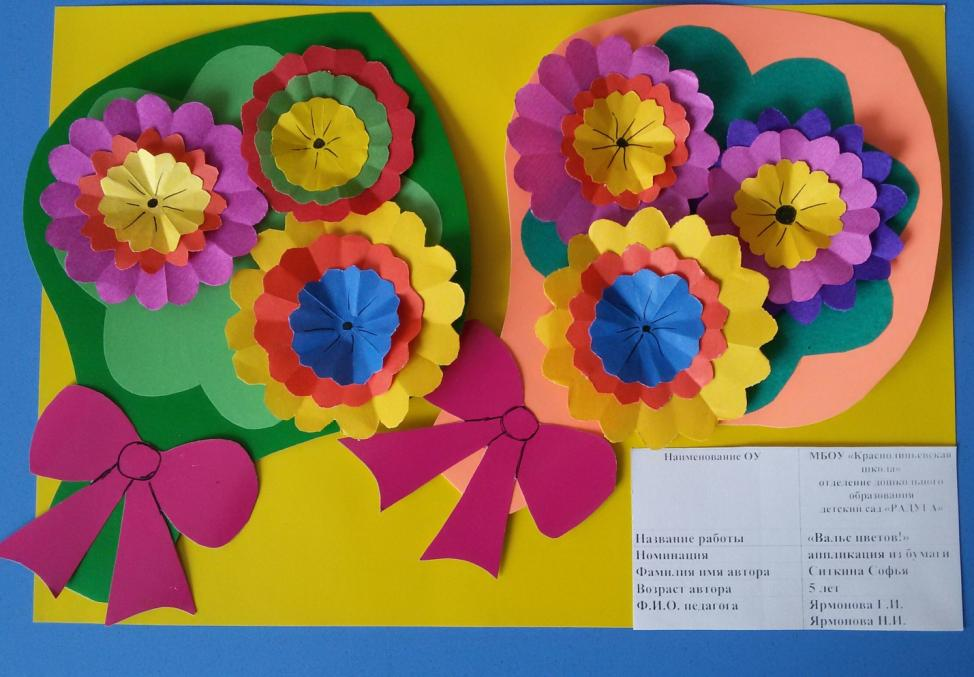 Наименование ОУ МБОУ «Краснолипьевская
школа»
отделение дошкольного
образования
детский сад «РАДУГА»
Название работы «Вальс цветов!»
Номинация аппликация из бумаги
Фамилия имя автора Ситкина Софья
Возраст автора 5 лет
Ф.И.О. педагога Ярмонова Г.И.
Ярмонова Н.И.